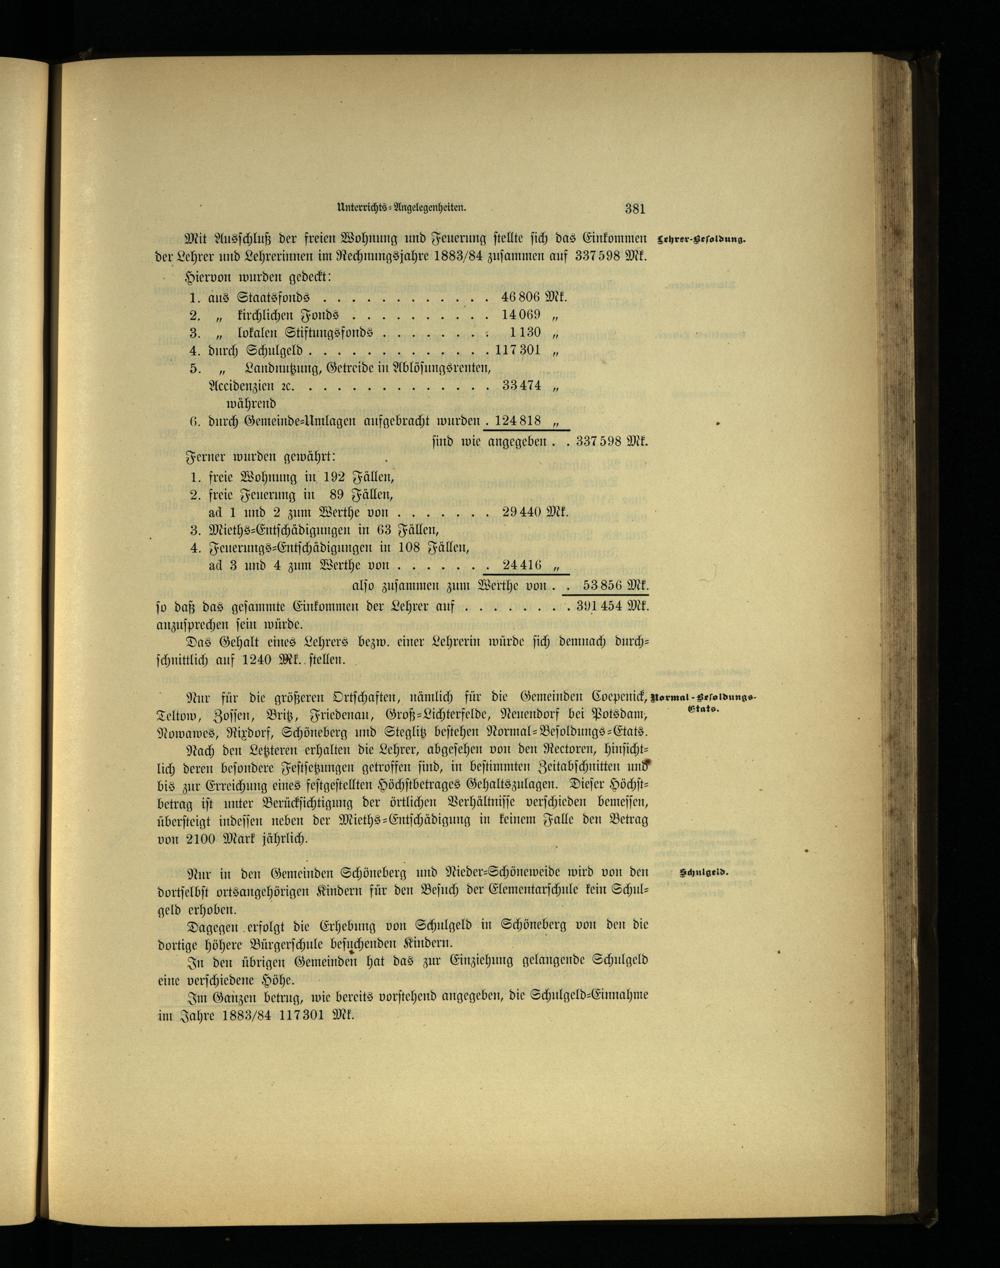 Unterrichts-Angelegenheiten. 381
Mit Ausschluß der freien Wohnung und Feuerung stellte sich das Einkommen
Lehrer-Besoldung.
der Lehrer und Lehrerinnen im Rechnungsjahre 1883/84 zusammen auf 337598 Mk.
Hiervon wurden gedeckt:
1. aus Staatsfonds . . . . . . . . . . . . 46806 Mk.
2. „ kirchlichen Fonds . . . . . . . . . . 14069 „
3. „ lokalen Stiftungsfonds . . . . . . . 1130 „
4. durch Schulgeld . . . . . . . . . . . . . 117301 „
5. „ Landnutzung, Getreide in Ablösungsrenten,
Accidenzien ꝛc. . . . . . . . . . . . . . 33474 „
während
6. durch Gemeinde-Umlagen aufgebracht wurden . 124818 „
sind wie angegeben . . 337598 Mk.
Ferner wurden gewährt:
1. freie Wohnung in 192 Fällen,
2. freie Feuerung in 89 Fällen,
ad 1 und 2 zum Werthe von . . . . . . . 29440 Mk.
3. Mieths-Entschädigungen in 63 Fällen,
4. Feuerungs-Entschädigungen in 108 Fällen,
ad 3 und 4 zum Werthe von . . . . . . . 24416 „
also zusammen zum Werthe von . . 53856 Mk.
so daß das gesammte Einkommen der Lehrer auf . . . . . . . . 391454 Mk.
anzusprechen sein würde.
Das Gehalt eines Lehrers bezw. einer Lehrerin würde sich demnach durch-
schnittlich auf 1240 Mk. stellen.
Nur für die größeren Ortschaften, nämlich für die Gemeinden Coepenick,
Normal-Besoldungs-
Etats.
Teltow, Zossen, Britz, Friedenau, Groß-Lichterfelde, Neuendorf bei Potsdam,
Nowawes, Rixdorf, Schöneberg und Steglitz bestehen Normal-Besoldungs-Etats.
Nach den Letzteren erhalten die Lehrer, abgesehen von den Rectoren, hinsicht-
lich deren besondere Festsetzungen getroffen sind, in bestimmten Zeitabschnitten und
bis zur Erreichung eines festgestellten Höchstbetrages Gehaltszulagen. Dieser Höchst-
betrag ist unter Berücksichtigung der örtlichen Verhältnisse verschieden bemessen,
übersteigt indessen neben der Mieths-Entschädigung in keinem Falle den Betrag
von 2100 Mark jährlich.
Nur in den Gemeinden Schöneberg und Nieder-Schöneweide wird von den
Schulgeld.
dortselbst ortsangehörigen Kindern für den Besuch der Elementarschule kein Schul-
geld erhoben.
Dagegen erfolgt die Erhebung von Schulgeld in Schöneberg von den die
dortige höhere Bürgerschule besuchenden Kindern.
In den übrigen Gemeinden hat das zur Einziehung gelangende Schulgeld
eine verschiedene Höhe.
Im Ganzen betrug, wie bereits vorstehend angegeben, die Schulgeld-Einnahme
im Jahre 1883/84 117301 Mk.